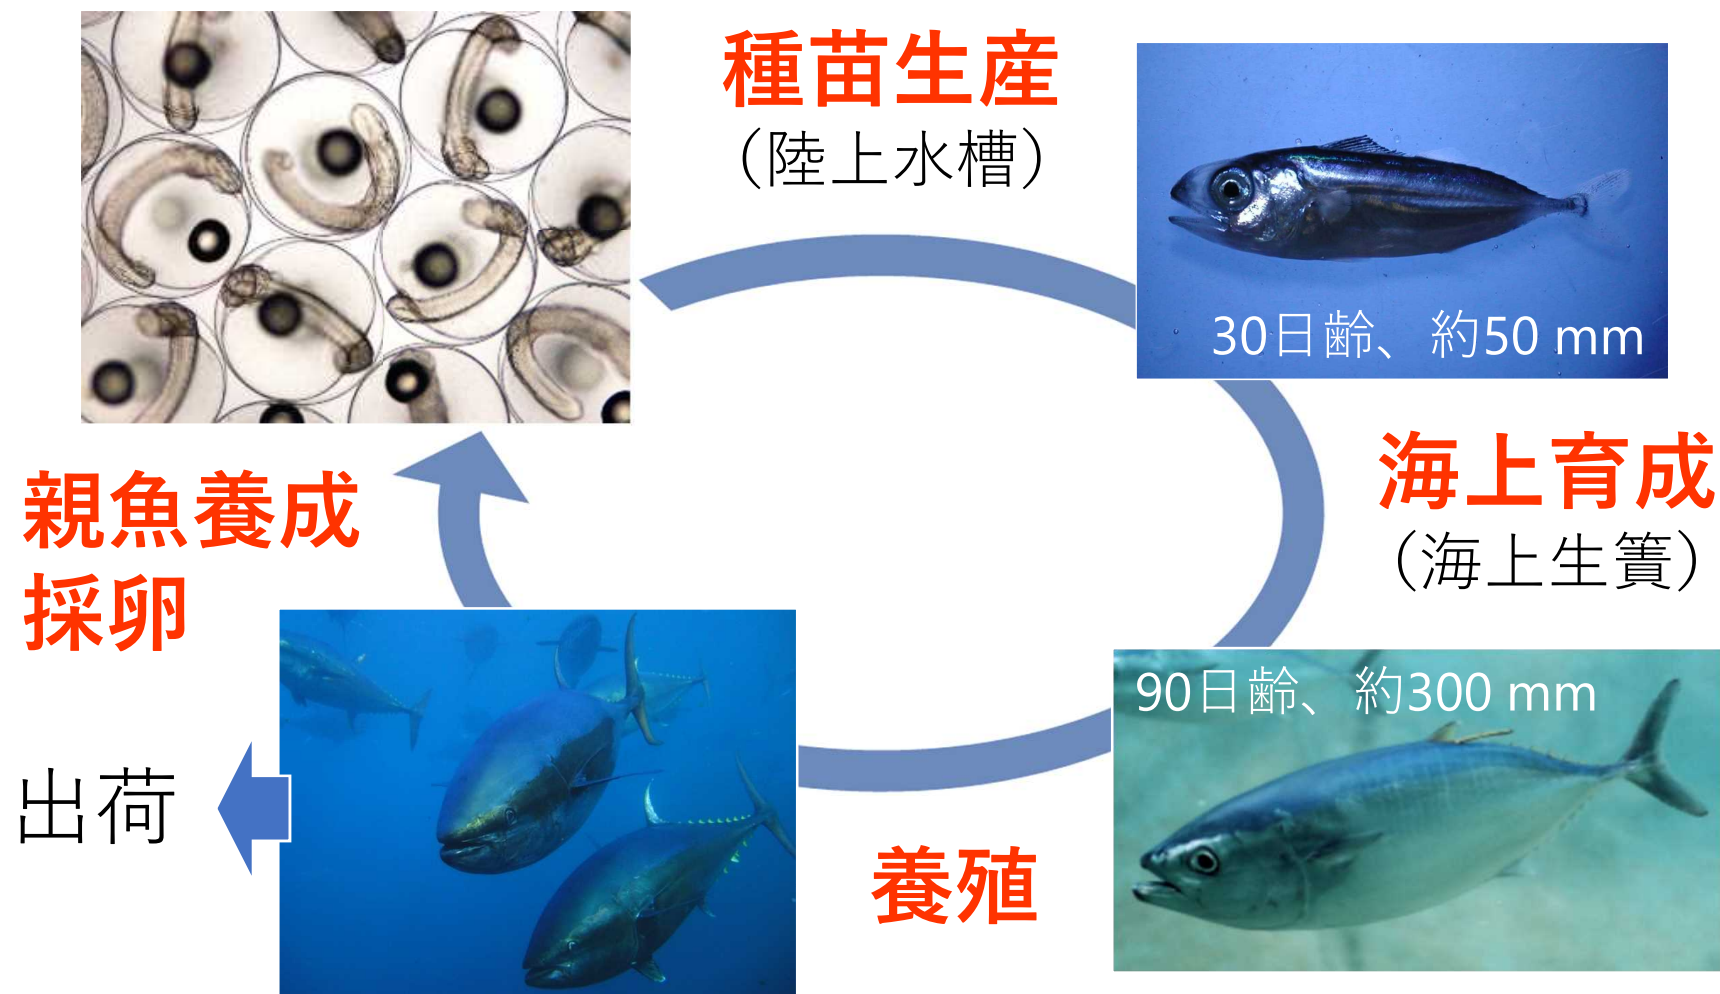 種苗生産
（陸上水槽）
30日齢、約50 mm
海上育成
（海上生簀）
90日齢、約300 mm
養殖
親魚養成
採卵
出荷